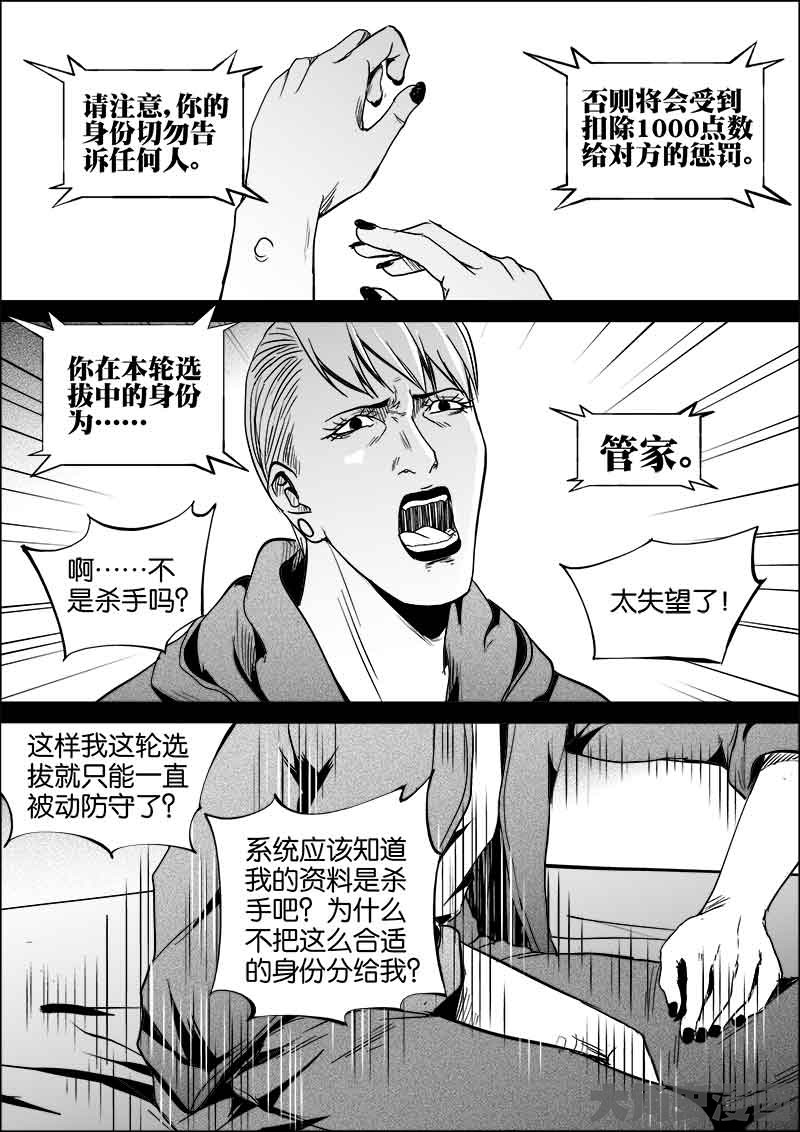 请注意，你的
身份切勿告
诉任何人。
否则将会受到
扣除1000点数
给对方的惩罚。
你在本轮选
拔中的身份
为……
管家。
啊……不
是杀手吗？
太失望了！
这样我这轮选
拔就只能一直
被动防守了？
系统应该知道
我的资料是杀
手吧？为什么
不把这么合适
的身份分给我？